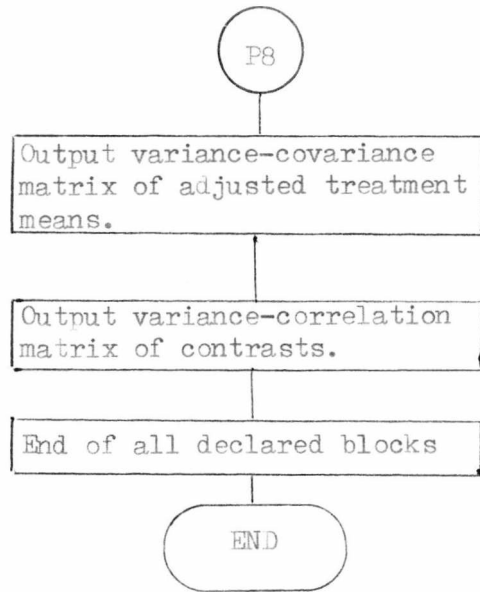 P8
Output variance-covariance
matrix of adjusted treatment
means.
Output variance-correlation
matrix of contrasts.
End of all declared blocks
END